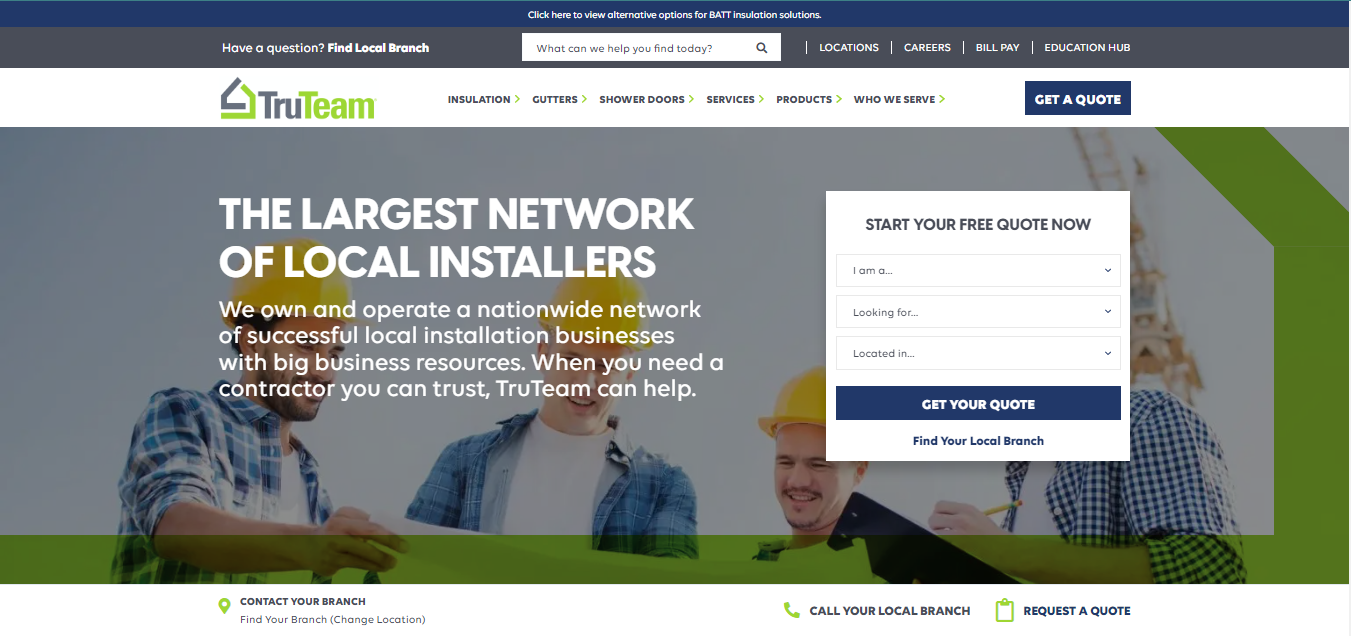 Click here to view alternative options for BATT insulation solutions.
Have a question? Find Local Branch
What can we help you find today?
LOCATIONS
CAREERS
BILL PAY
EDUCATION HUB
TruTeam
INSULATION
GUTTERS
SHOWER DOORS
SERVICES
PRODUCTS
WHO WE SERVE
GET A QUOTE
THE LARGEST NETWORK
OF LOCAL INSTALLERS
We own and operate a nationwide network
of successful local installation businesses
with big business resources. When you need a
contractor you can trust, TruTeam can help.
START YOUR FREE QUOTE NOW
I am a...
Looking for...
Located in...
GET YOUR QUOTE
Find Your Local Branch
CONTACT YOUR BRANCH
Find Your Branch (Change Location)
CALL YOUR LOCAL BRANCH
REQUEST A QUOTE